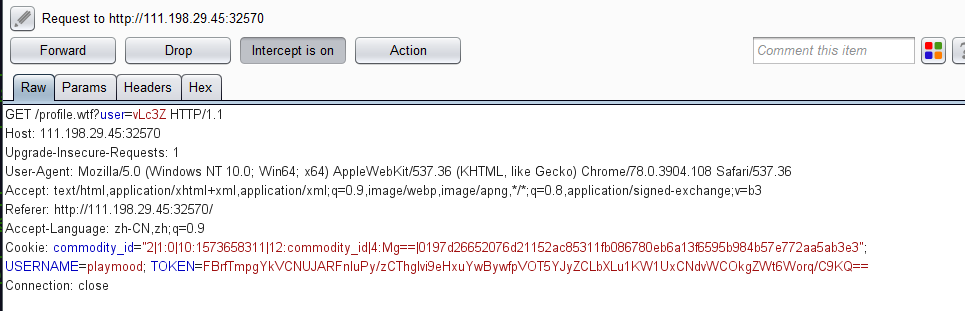 Request to http://111.198.29.45:32570
Forward Drop Intercept is on Action Comment this item ?
Raw Params Headers Hex
GET /profile.wtf?user=vLc3Z HTTP/1.1
Host: 111.198.29.45:32570
Upgrade-Insecure-Requests: 1
User-Agent: Mozilla/5.0 (Windows NT 10.0; Win64; x64) AppleWebKit/537.36 (KHTML, like Gecko) Chrome/78.0.3904.108 Safari/537.36
Accept: text/html,application/xhtml+xml,application/xml;q=0.9,image/webp,image/apng,*/*;q=0.8,application/signed-exchange;v=b3
Referer: http://111.198.29.45:32570/
Accept-Language: zh-CN,zh;q=0.9
Cookie: commodity_id="2|1:0|10:1573658311|12:commodity_id|4:Mg==|0197d26652076d21152ac85311fb086780eb6a13f6595b984b57e772aa5ab3e3";
USERNAME=playmood; TOKEN=FBrfTmpgYkVCNUJARFnluPy/zCThglvi9eHxuYwBywfpVOT5YJyZCLbXLu1KW1UxCNdvWCOkgZWt6Worq/C9KQ==
Connection: close